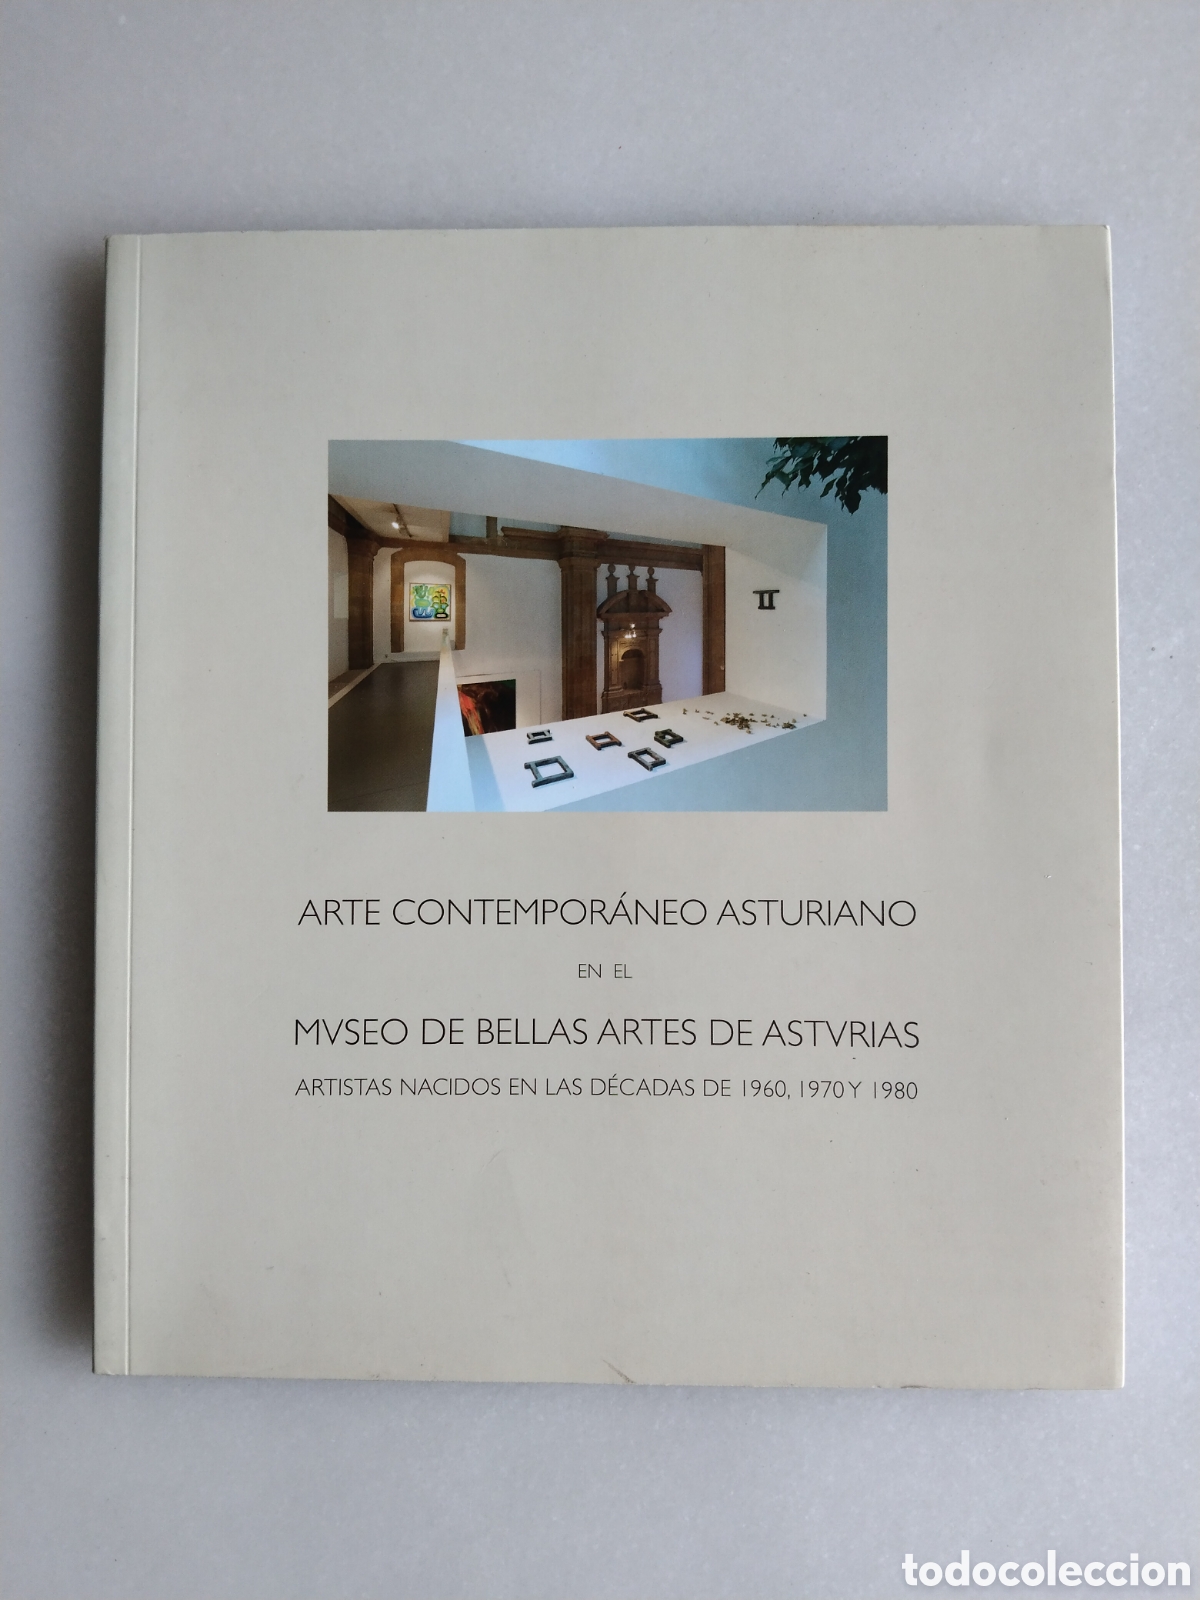 ARTE CONTEMPORÁNEO ASTURIANO
EN EL
MVSEO DE BELLAS ARTES DE ASTVRIAS
ARTISTAS NACIDOS EN LAS DÉCADAS DE 1960, 1970 Y 1980
todocoleccion